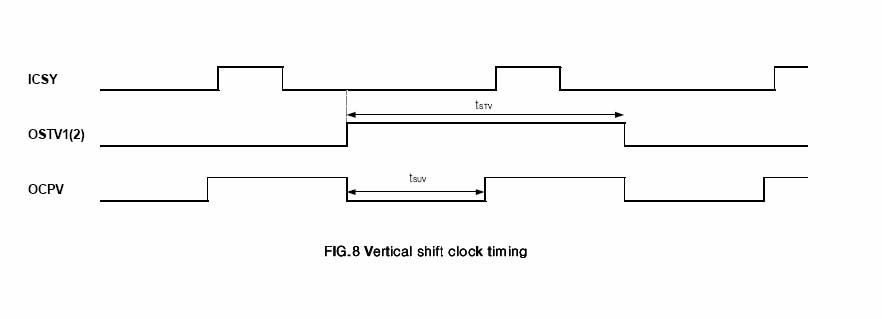 ICSY
tSTV
OSTV1(2)
tSUV
OCPV
FIG.8 Vertical shift clock timing